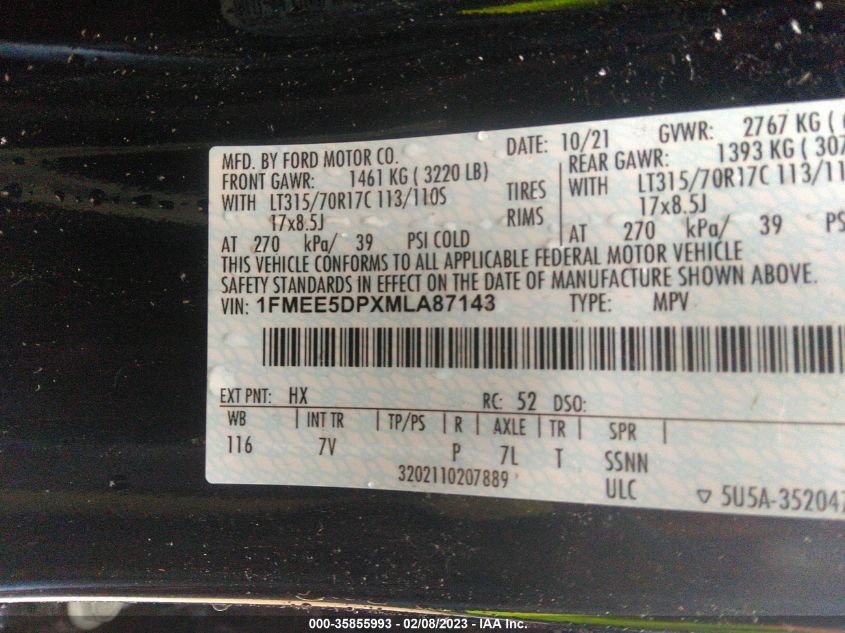 MFD. BY FORD MOTOR CO. DATE: 10/21 GVWR: 2767 KG (
FRONT GAWR: 1461 KG ( 3220 LB) REAR GAWR: 1393 KG ( 307
WITH LT315/70R17C 113/110S TIRES WITH LT315/70R17C 113/11
17x8.5J RIMS 17x8.5J
AT 270 kPa/ 39 PSI COLD AT 270 kPa/ 39 PS
THIS VEHICLE CONFORMS TO ALL APPLICABLE FEDERAL MOTOR VEHICLE
SAFETY STANDARDS IN EFFECT ON THE DATE OF MANUFACTURE SHOWN ABOVE.
VIN: 1FMEE5DPXMLA87143 TYPE: MPV
EXT PNT: HX RC: 52 DSO:
WB INT TR TP/PS R AXLE TR SPR
116 7V P 7L T SSNN
3202110207889 ULC ▽ 5U5A-352047
000-35855993 — 02/08/2023 — IAA Inc.